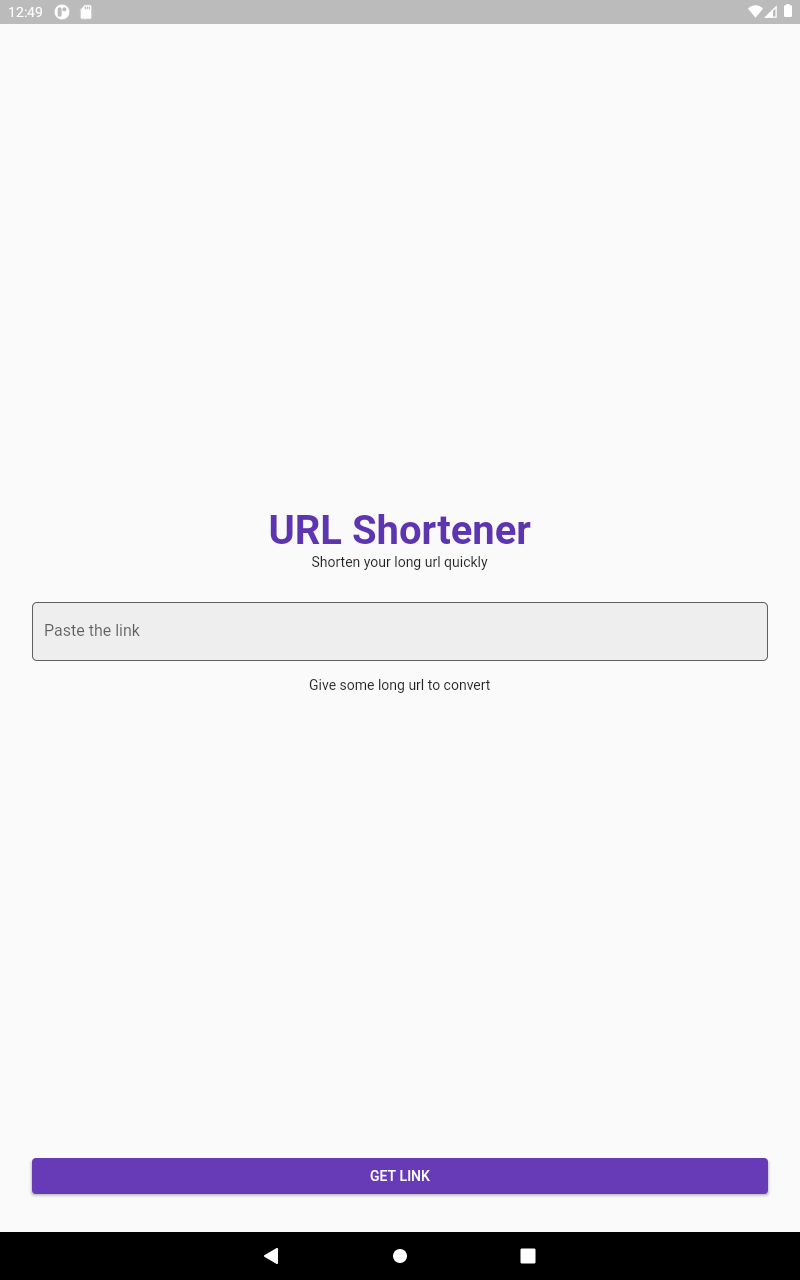 12:49
URL Shortener
Shorten your long url quickly
Paste the link
Give some long url to convert
GET LINK